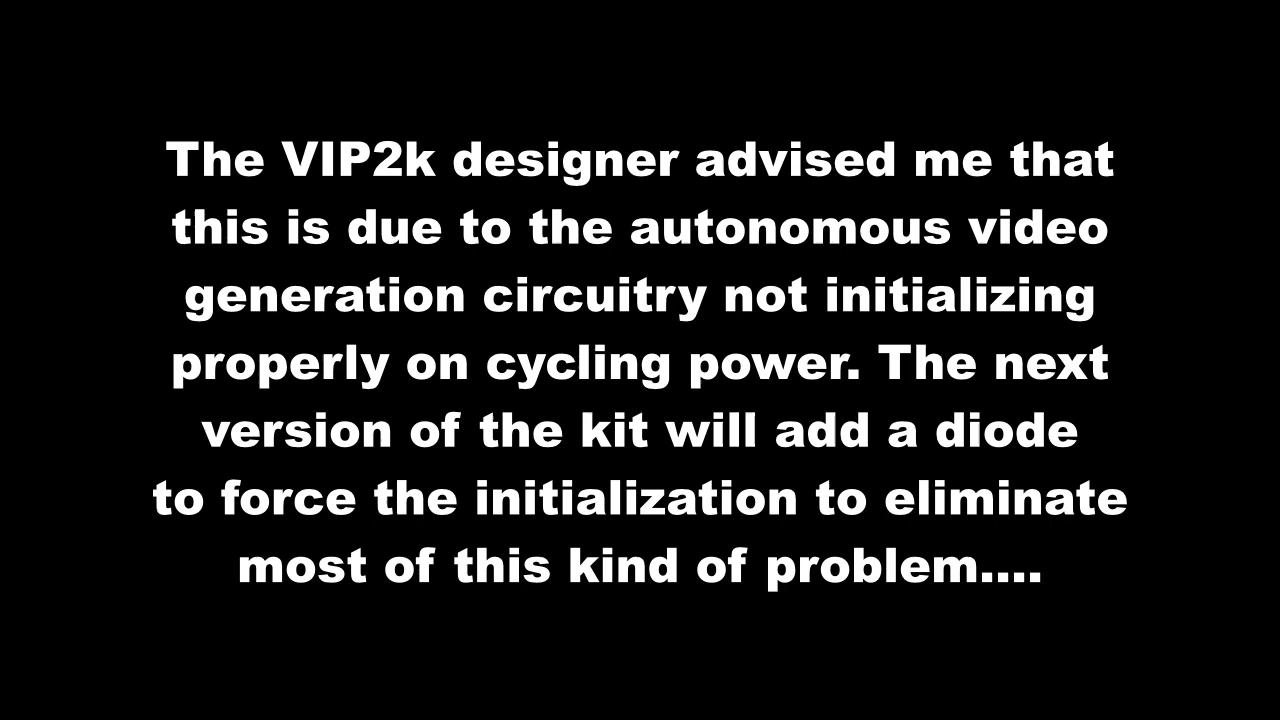 The VIP2k designer advised me that
this is due to the autonomous video
generation circuitry not initializing
properly on cycling power. The next
version of the kit will add a diode
to force the initialization to eliminate
most of this kind of problem....